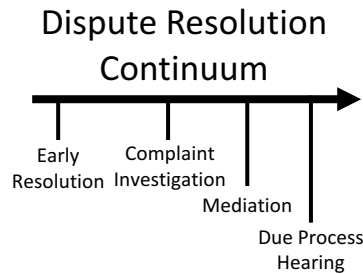 Dispute Resolution
Continuum
Early
Resolution
Complaint
Investigation
Mediation
Due Process
Hearing